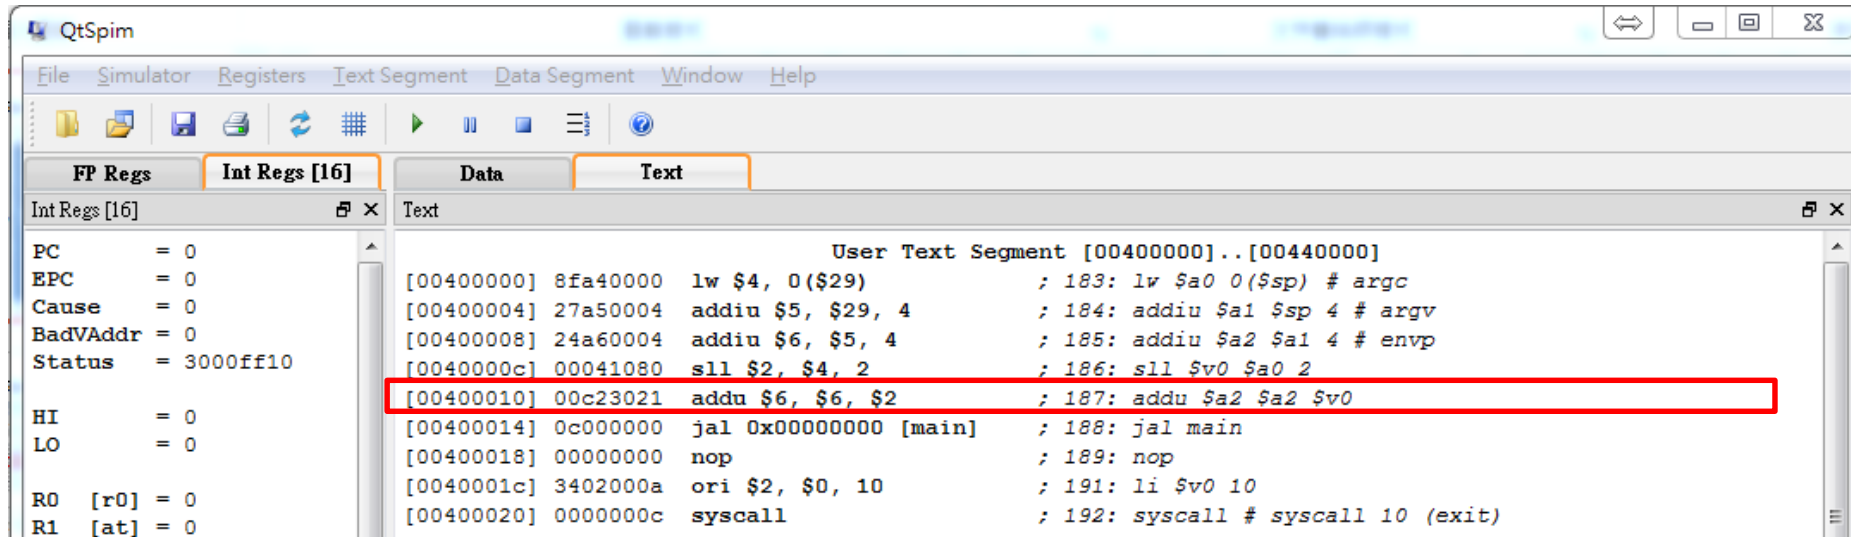 QtSpim
File Simulator Registers Text Segment Data Segment Window Help
FP Regs Int Regs [16] Data Text
Int Regs [16] Text
PC = 0
EPC = 0
Cause = 0
BadVAddr = 0
Status = 3000ff10
HI = 0
LO = 0
R0 [r0] = 0
R1 [at] = 0
User Text Segment [00400000]..[00440000]
[00400000] 8fa40000 lw $4, 0($29) ; 183: lw $a0 0($sp) # argc
[00400004] 27a50004 addiu $5, $29, 4 ; 184: addiu $a1 $sp 4 # argv
[00400008] 24a60004 addiu $6, $5, 4 ; 185: addiu $a2 $a1 4 # envp
[0040000c] 00041080 sll $2, $4, 2 ; 186: sll $v0 $a0 2
[00400010] 00c23021 addu $6, $6, $2 ; 187: addu $a2 $a2 $v0
[00400014] 0c000000 jal 0x00000000 [main] ; 188: jal main
[00400018] 00000000 nop ; 189: nop
[0040001c] 3402000a ori $2, $0, 10 ; 191: li $v0 10
[00400020] 0000000c syscall ; 192: syscall # syscall 10 (exit)